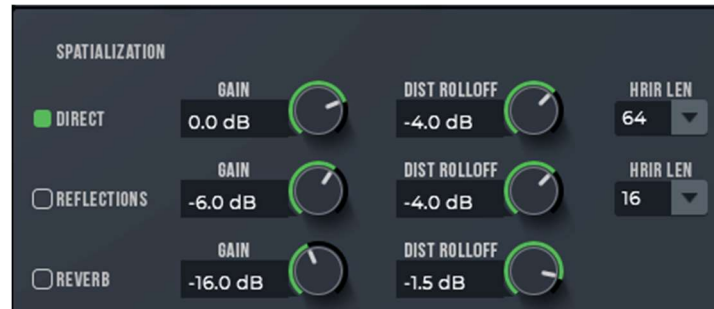 SPATIALIZATION
GAIN DIST ROLLOFF HRIR LEN
DIRECT 0.0 dB -4.0 dB 64
GAIN DIST ROLLOFF HRIR LEN
REFLECTIONS -6.0 dB -4.0 dB 16
GAIN DIST ROLLOFF
REVERB -16.0 dB -1.5 dB